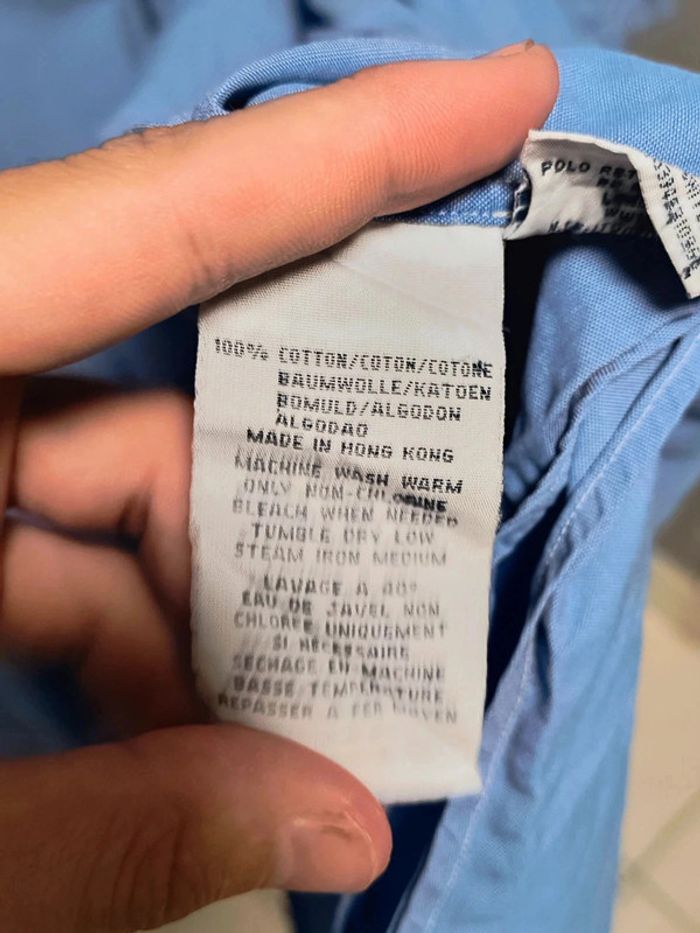 100% COTTON/COTON/COTONE
BAUMWOLLE/KATOEN
BOMULD/ALGODON
ALGODAO
MADE IN HONG KONG
MACHINE WASH WARM
ONLY NON-CHLORINE
BLEACH WHEN NEEDED
TUMBLE DRY LOW
STEAM IRON MEDIUM
LAVAGE A 40°
EAU DE JAVEL NON
CHLOREE UNIQUEMENT
SI NECESSAIRE
SECHAGE EN MACHINE
BASSE TEMPERATURE
REPASSER A FER MOYEN
POLO